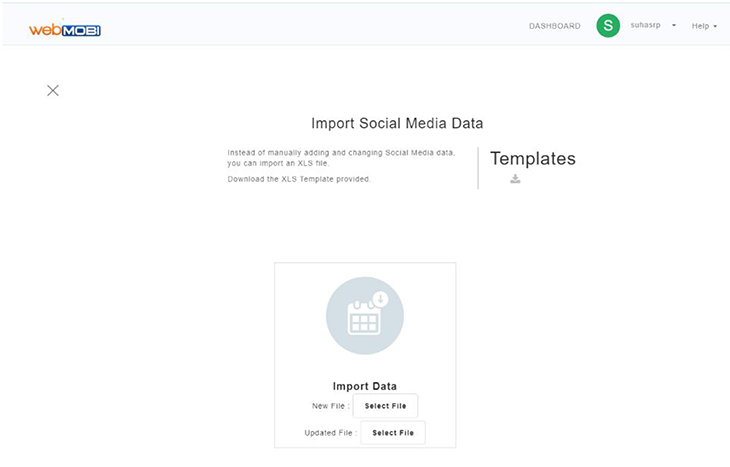 webMOBI
DASHBOARD
S
suhasrp
Help
Import Social Media Data
Instead of manually adding and changing Social Media data,
you can import an XLS file.
Download the XLS Template provided.
Templates
Import Data
New File : Select File
Updated File : Select File